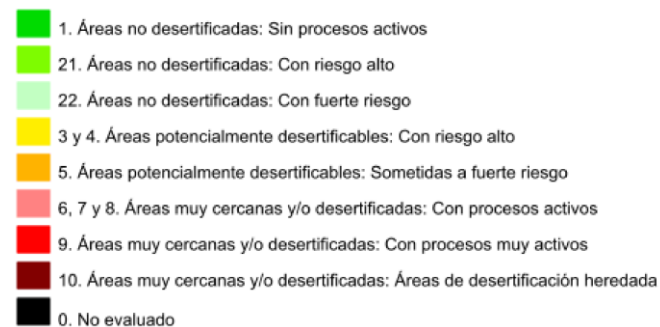 1. Áreas no desertificadas: Sin procesos activos
21. Áreas no desertificadas: Con riesgo alto
22. Áreas no desertificadas: Con fuerte riesgo
3 y 4. Áreas potencialmente desertificables: Con riesgo alto
5. Áreas potencialmente desertificables: Sometidas a fuerte riesgo
6, 7 y 8. Áreas muy cercanas y/o desertificadas: Con procesos activos
9. Áreas muy cercanas y/o desertificadas: Con procesos muy activos
10. Áreas muy cercanas y/o desertificadas: Áreas de desertificación heredada
0. No evaluado